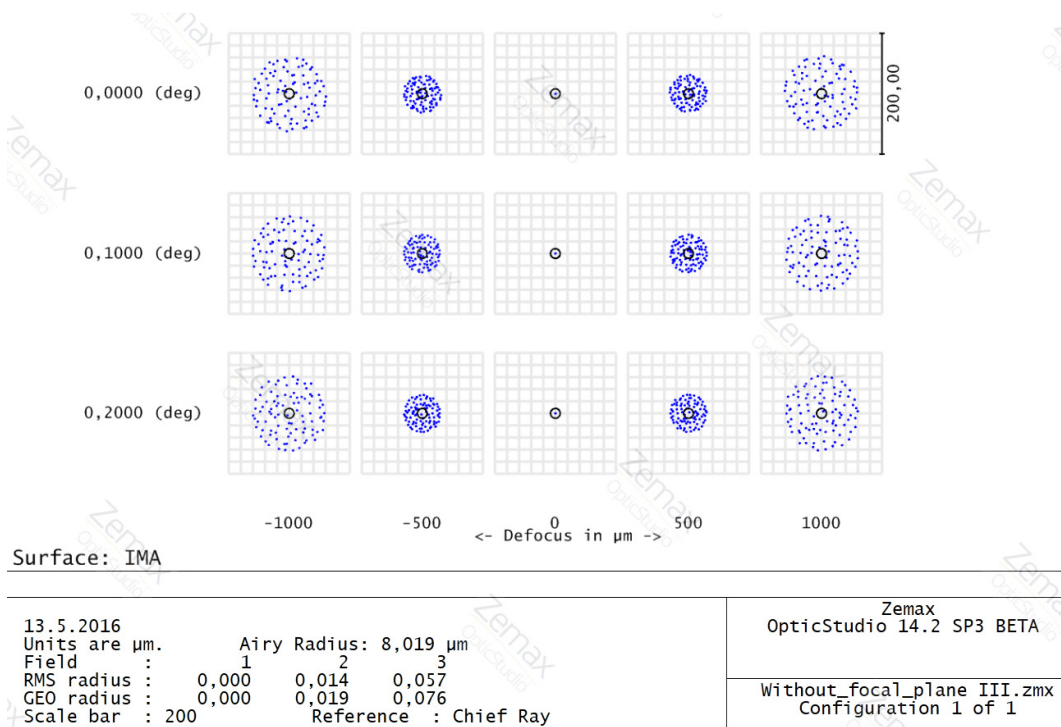 0,0000 (deg)
200,00
0,1000 (deg)
0,2000 (deg)
-1000 -500 0 500 1000
<- Defocus in µm ->
Surface: IMA
13.5.2016
Units are µm. Airy Radius: 8,019 µm
Field : 1 2 3
RMS radius : 0,000 0,014 0,057
GEO radius : 0,000 0,019 0,076
Scale bar : 200 Reference : Chief Ray
Zemax
OpticStudio 14.2 SP3 BETA
Without_focal_plane III.zmx
Configuration 1 of 1
Zemax
OpticStudio